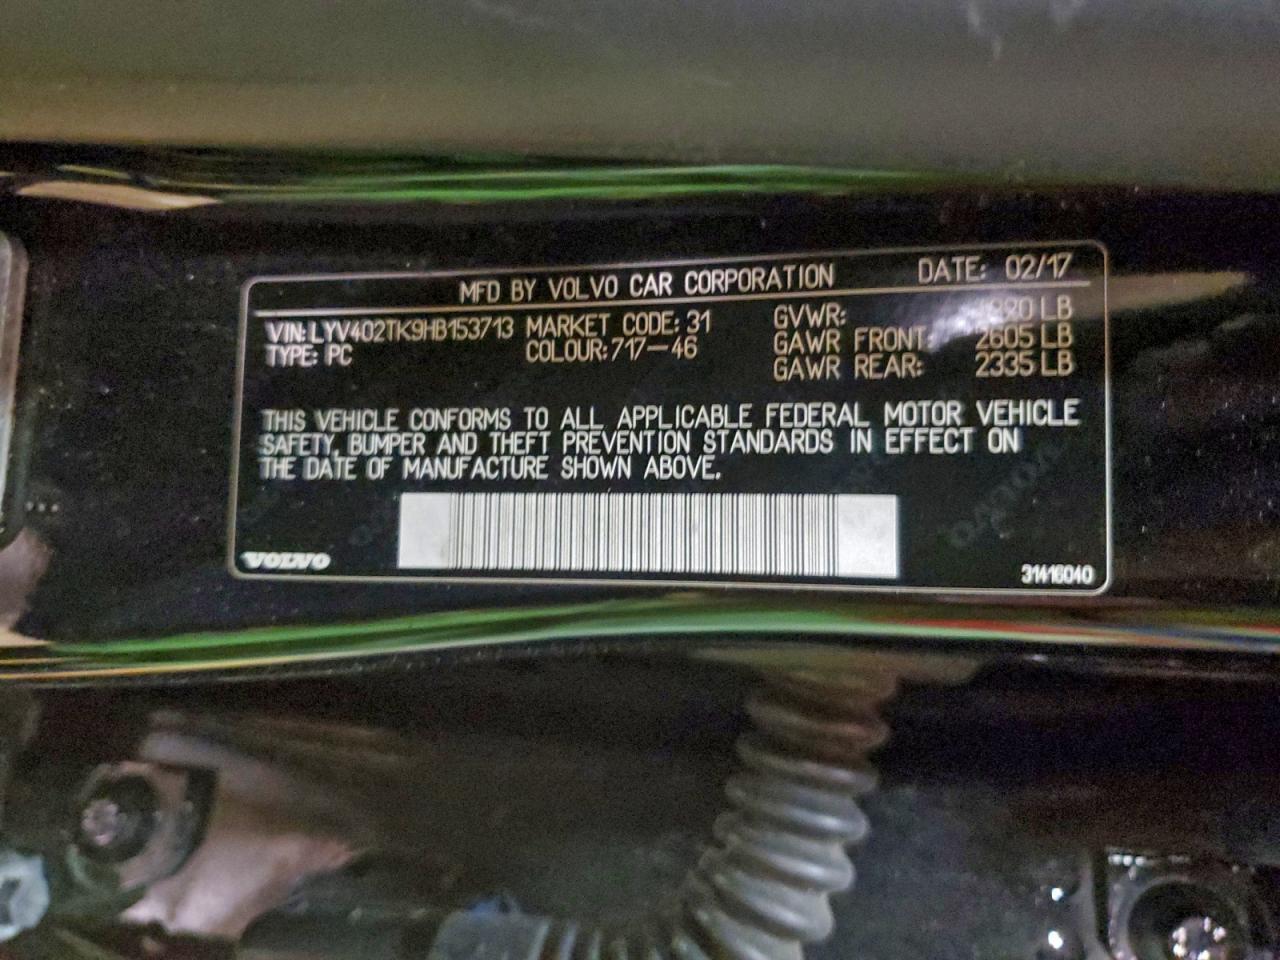 MFD BY VOLVO CAR CORPORATION DATE: 02/17
VIN: LYV402TK9HB153713 MARKET CODE: 31 GVWR: LB
TYPE: PC COLOUR: 717-46 GAWR FRONT: 2605 LB
GAWR REAR: 2335 LB
THIS VEHICLE CONFORMS TO ALL APPLICABLE FEDERAL MOTOR VEHICLE
SAFETY, BUMPER AND THEFT PREVENTION STANDARDS IN EFFECT ON
THE DATE OF MANUFACTURE SHOWN ABOVE.
VOLVO
31416040